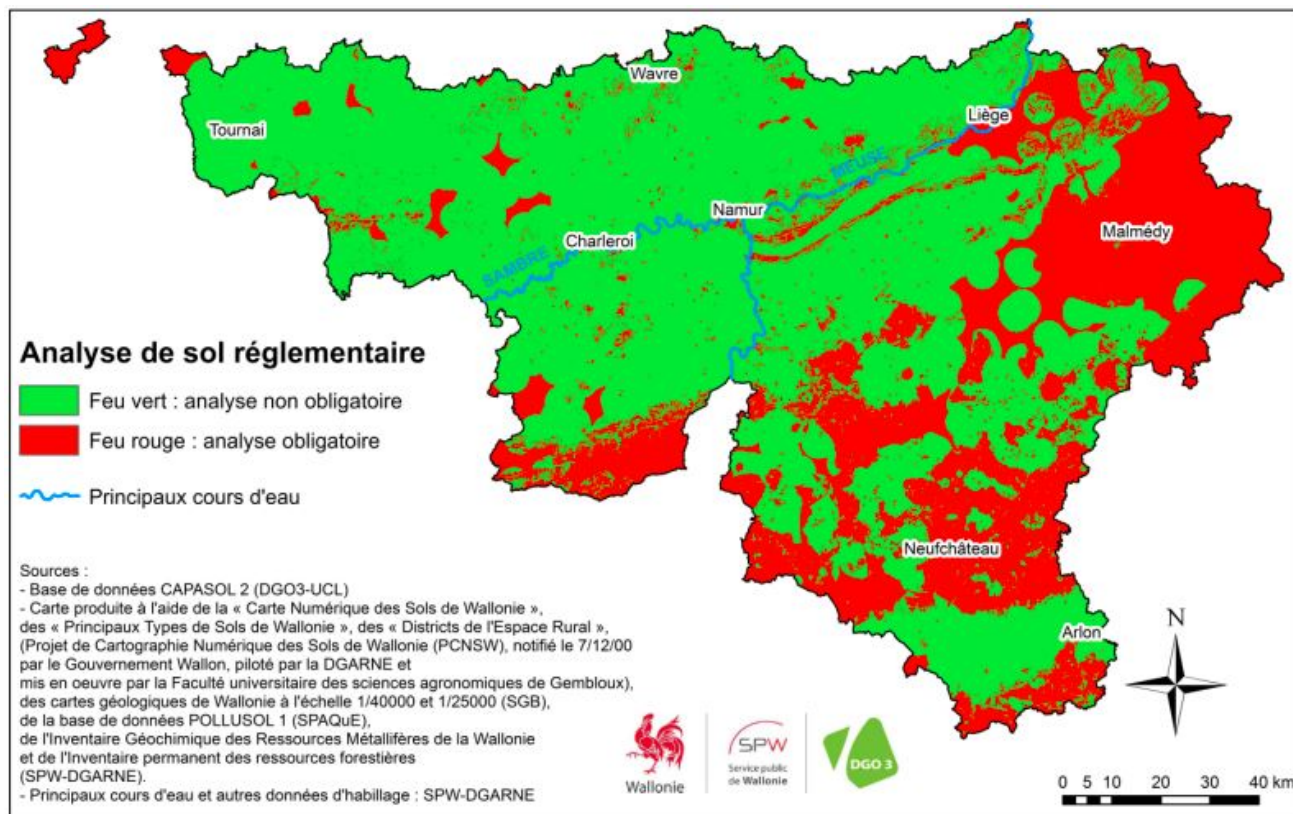 Wavre
Tournai
Liège
MEUSE
Namur
Malmédy
Charleroi
SAMBRE
Analyse de sol réglementaire
Feu vert : analyse non obligatoire
Feu rouge : analyse obligatoire
Principaux cours d'eau
Neufchâteau
Arlon
N
Sources :
- Base de données CAPASOL 2 (DGO3-UCL)
- Carte produite à l'aide de la « Carte Numérique des Sols de Wallonie »,
des « Principaux Types de Sols de Wallonie », des « Districts de l'Espace Rural »,
(Projet de Cartographie Numérique des Sols de Wallonie (PCNSW), notifié le 7/12/00
par le Gouvernement Wallon, piloté par la DGARNE et
mis en oeuvre par la Faculté universitaire des sciences agronomiques de Gembloux),
des cartes géologiques de Wallonie à l'échelle 1/40000 et 1/25000 (SGB),
de la base de données POLLUSOL 1 (SPAQuE),
de l'Inventaire Géochimique des Ressources Métallifères de la Wallonie
et de l'Inventaire permanent des ressources forestières
(SPW-DGARNE).
- Principaux cours d'eau et autres données d'habillage : SPW-DGARNE
Wallonie
SPW
Service public
de Wallonie
DGO 3
0 5 10 20 30 40 km